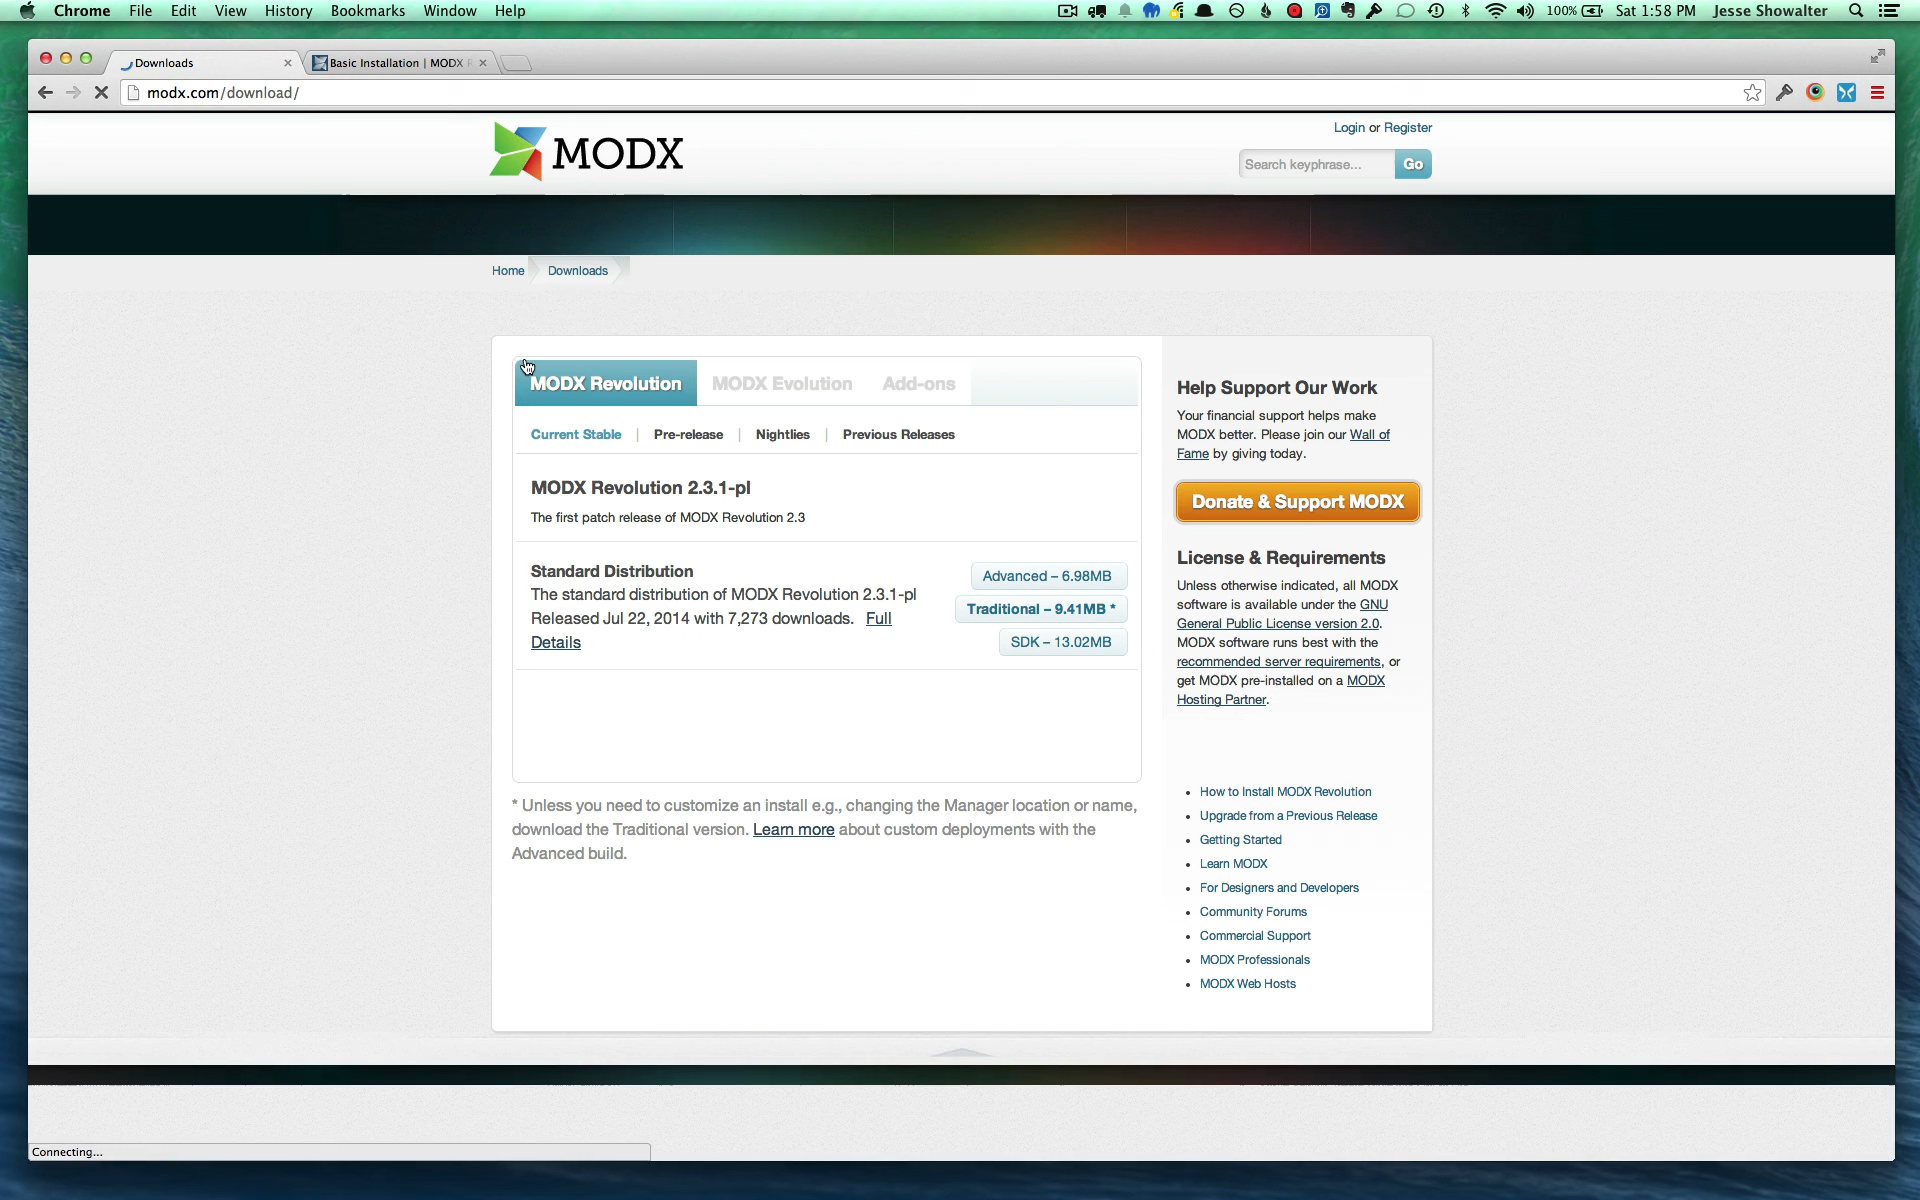 Chrome File Edit View History Bookmarks Window Help 100% Sat 1:58 PM Jesse Showalter
Downloads Basic Installation | MODX
modx.com/download/
Login or Register
MODX
Search keyphrase... Go
Home Downloads
MODX Revolution MODX Evolution Add-ons
Current Stable | Pre-release | Nightlies | Previous Releases
MODX Revolution 2.3.1-pl
The first patch release of MODX Revolution 2.3
Standard Distribution
The standard distribution of MODX Revolution 2.3.1-pl
Released Jul 22, 2014 with 7,273 downloads. Full
Details
Advanced – 6.98MB
Traditional – 9.41MB *
SDK – 13.02MB
* Unless you need to customize an install e.g., changing the Manager location or name,
download the Traditional version. Learn more about custom deployments with the
Advanced build.
Help Support Our Work
Your financial support helps make
MODX better. Please join our Wall of
Fame by giving today.
Donate & Support MODX
License & Requirements
Unless otherwise indicated, all MODX
software is available under the GNU
General Public License version 2.0.
MODX software runs best with the
recommended server requirements, or
get MODX pre-installed on a MODX
Hosting Partner.
• How to Install MODX Revolution
• Upgrade from a Previous Release
• Getting Started
• Learn MODX
• For Designers and Developers
• Community Forums
• Commercial Support
• MODX Professionals
• MODX Web Hosts
Connecting...